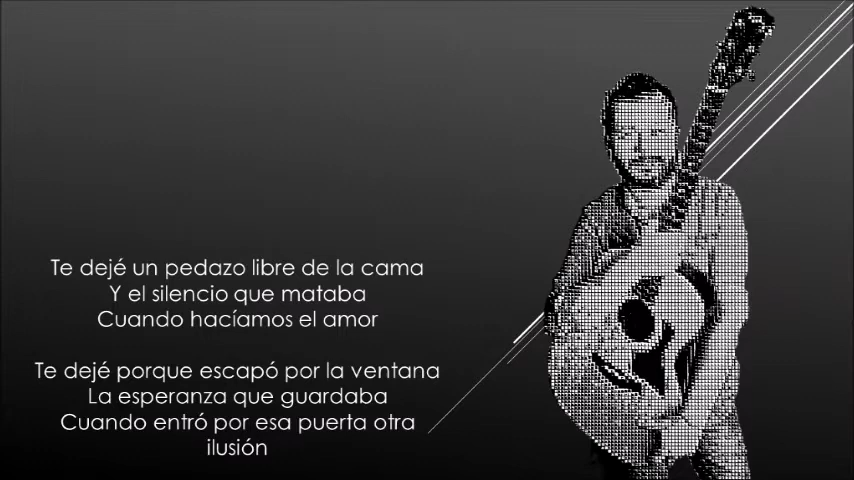 Te dejé un pedazo libre de la cama
Y el silencio que mataba
Cuando hacíamos el amor
Te dejé porque escapó por la ventana
La esperanza que guardaba
Cuando entró por esa puerta otra
ilusión